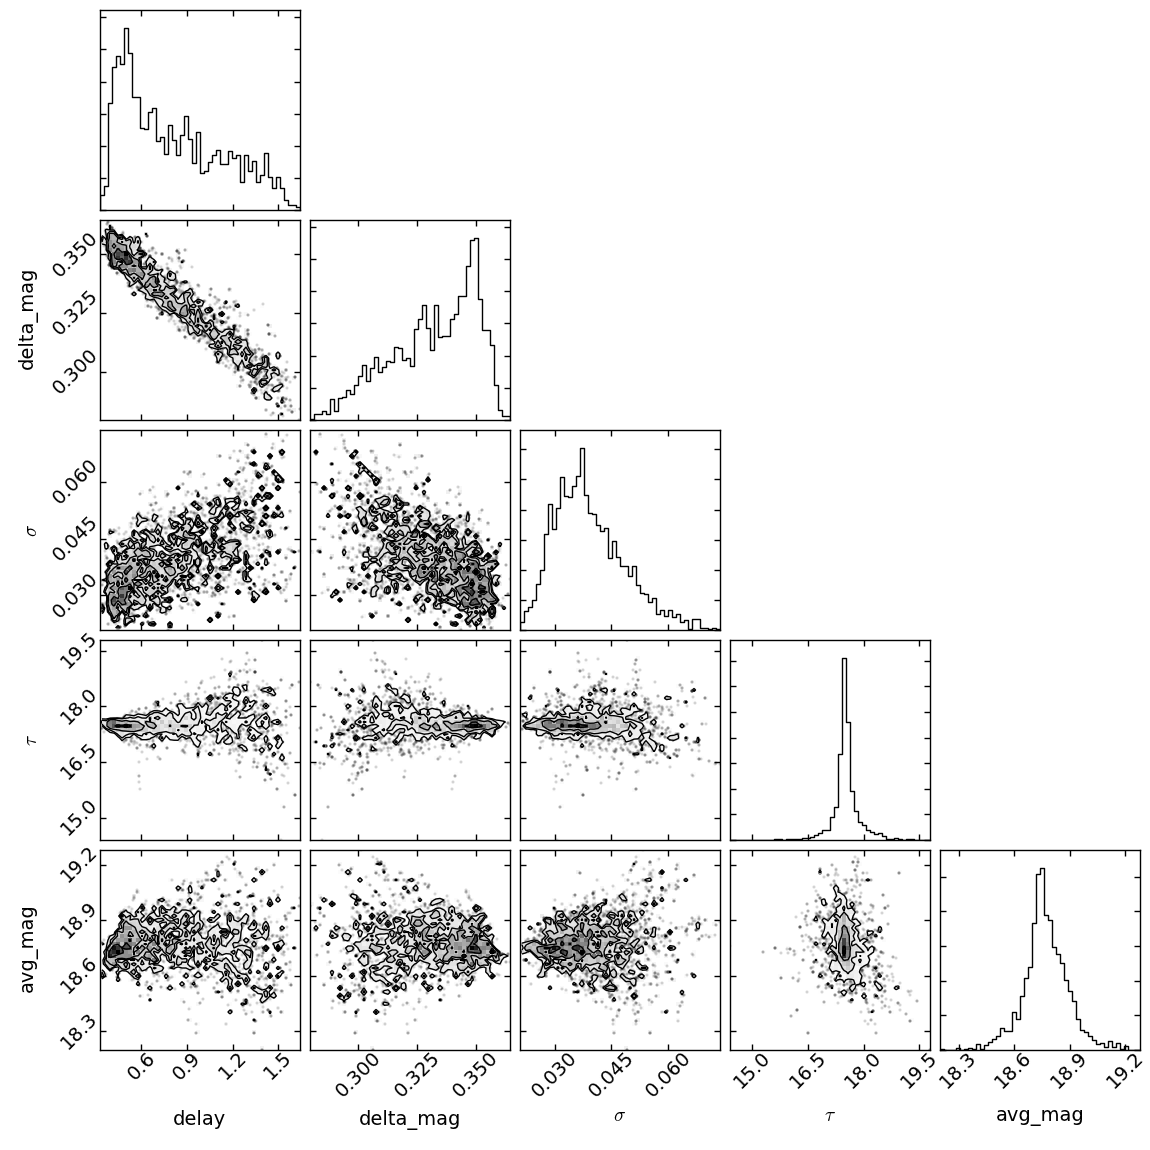 0.350
0.325
0.300
delta_mag
0.060
0.045
0.030
σ
19.5
18.0
16.5
15.0
τ
19.2
18.9
18.6
18.3
avg_mag
0.6 0.9 1.2 1.5
0.300 0.325 0.350
0.030 0.045 0.060
15.0 16.5 18.0 19.5
18.3 18.6 18.9 19.2
delay delta_mag σ τ avg_mag